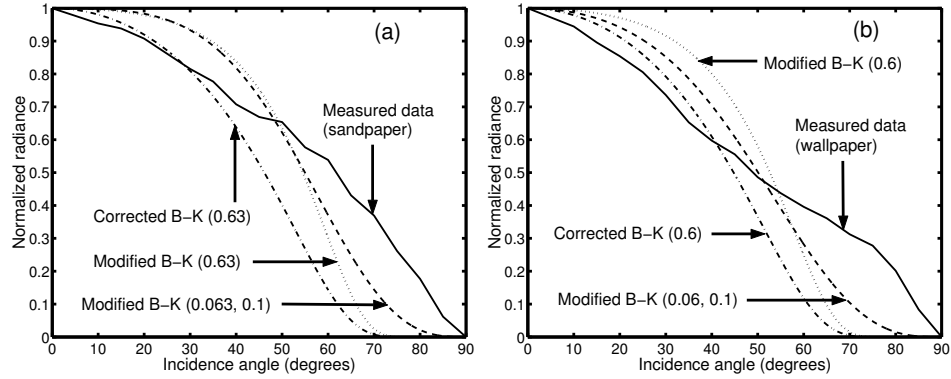 (a)
Normalized radiance
1
0.9
0.8
0.7
0.6
0.5
0.4
0.3
0.2
0.1
0
Measured data
(sandpaper)
Corrected B−K (0.63)
Modified B−K (0.63)
Modified B−K (0.063, 0.1)
0 10 20 30 40 50 60 70 80 90
Incidence angle (degrees)
(b)
Normalized radiance
1
0.9
0.8
0.7
0.6
0.5
0.4
0.3
0.2
0.1
0
Modified B−K (0.6)
Measured data
(wallpaper)
Corrected B−K (0.6)
Modified B−K (0.06, 0.1)
0 10 20 30 40 50 60 70 80 90
Incidence angle (degrees)